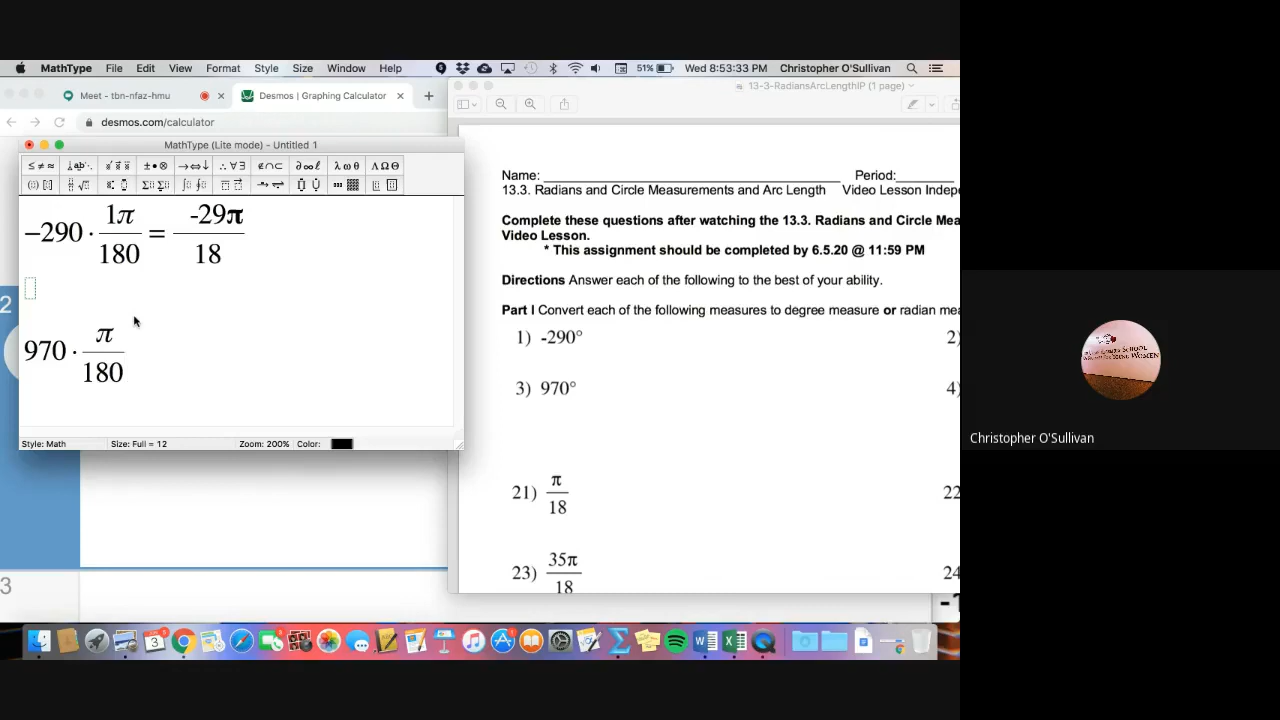 MathType File Edit View Format Style Size Window Help 51% Wed 8:53:33 PM Christopher O'Sullivan
Meet - tbn-nfaz-hmu Desmos | Graphing Calculator
desmos.com/calculator
13-3-RadiansArcLengthIP (1 page)
MathType (Lite mode) - Untitled 1
−290 · 1π/180 = -29π/18
970 · π/180
Style: Math Size: Full = 12 Zoom: 200% Color:
2
3
Name: Period:
13.3. Radians and Circle Measurements and Arc Length Video Lesson Indepe
Complete these questions after watching the 13.3. Radians and Circle Mea
Video Lesson.
* This assignment should be completed by 6.5.20 @ 11:59 PM
Directions Answer each of the following to the best of your ability.
Part I Convert each of the following measures to degree measure or radian mea
1) -290° 2)
3) 970° 4)
21) π/18 22
23) 35π/18 24
Christopher O'Sullivan